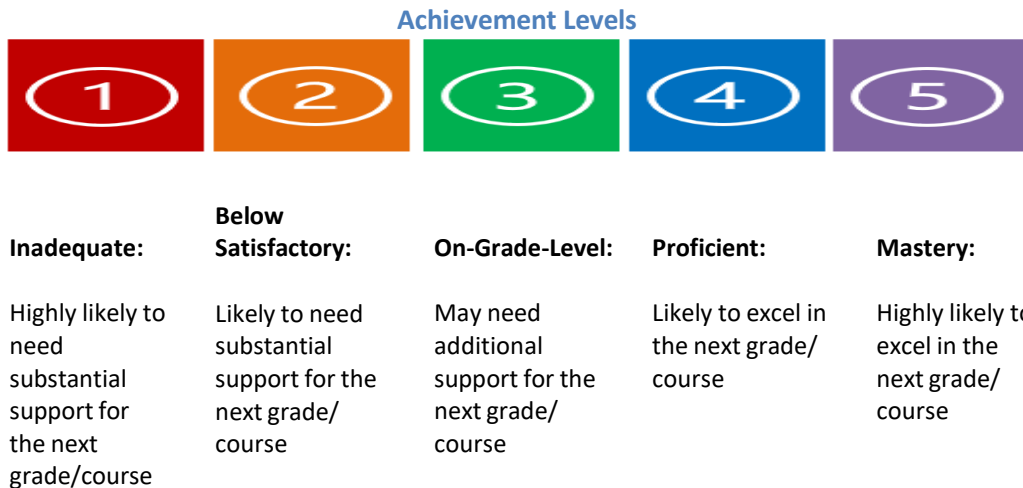 Achievement Levels
1
2
3
4
5
Inadequate:
Highly likely to
need
substantial
support for
the next
grade/course
Below
Satisfactory:
Likely to need
substantial
support for the
next grade/
course
On-Grade-Level:
May need
additional
support for the
next grade/
course
Proficient:
Likely to excel in
the next grade/
course
Mastery:
Highly likely to
excel in the
next grade/
course